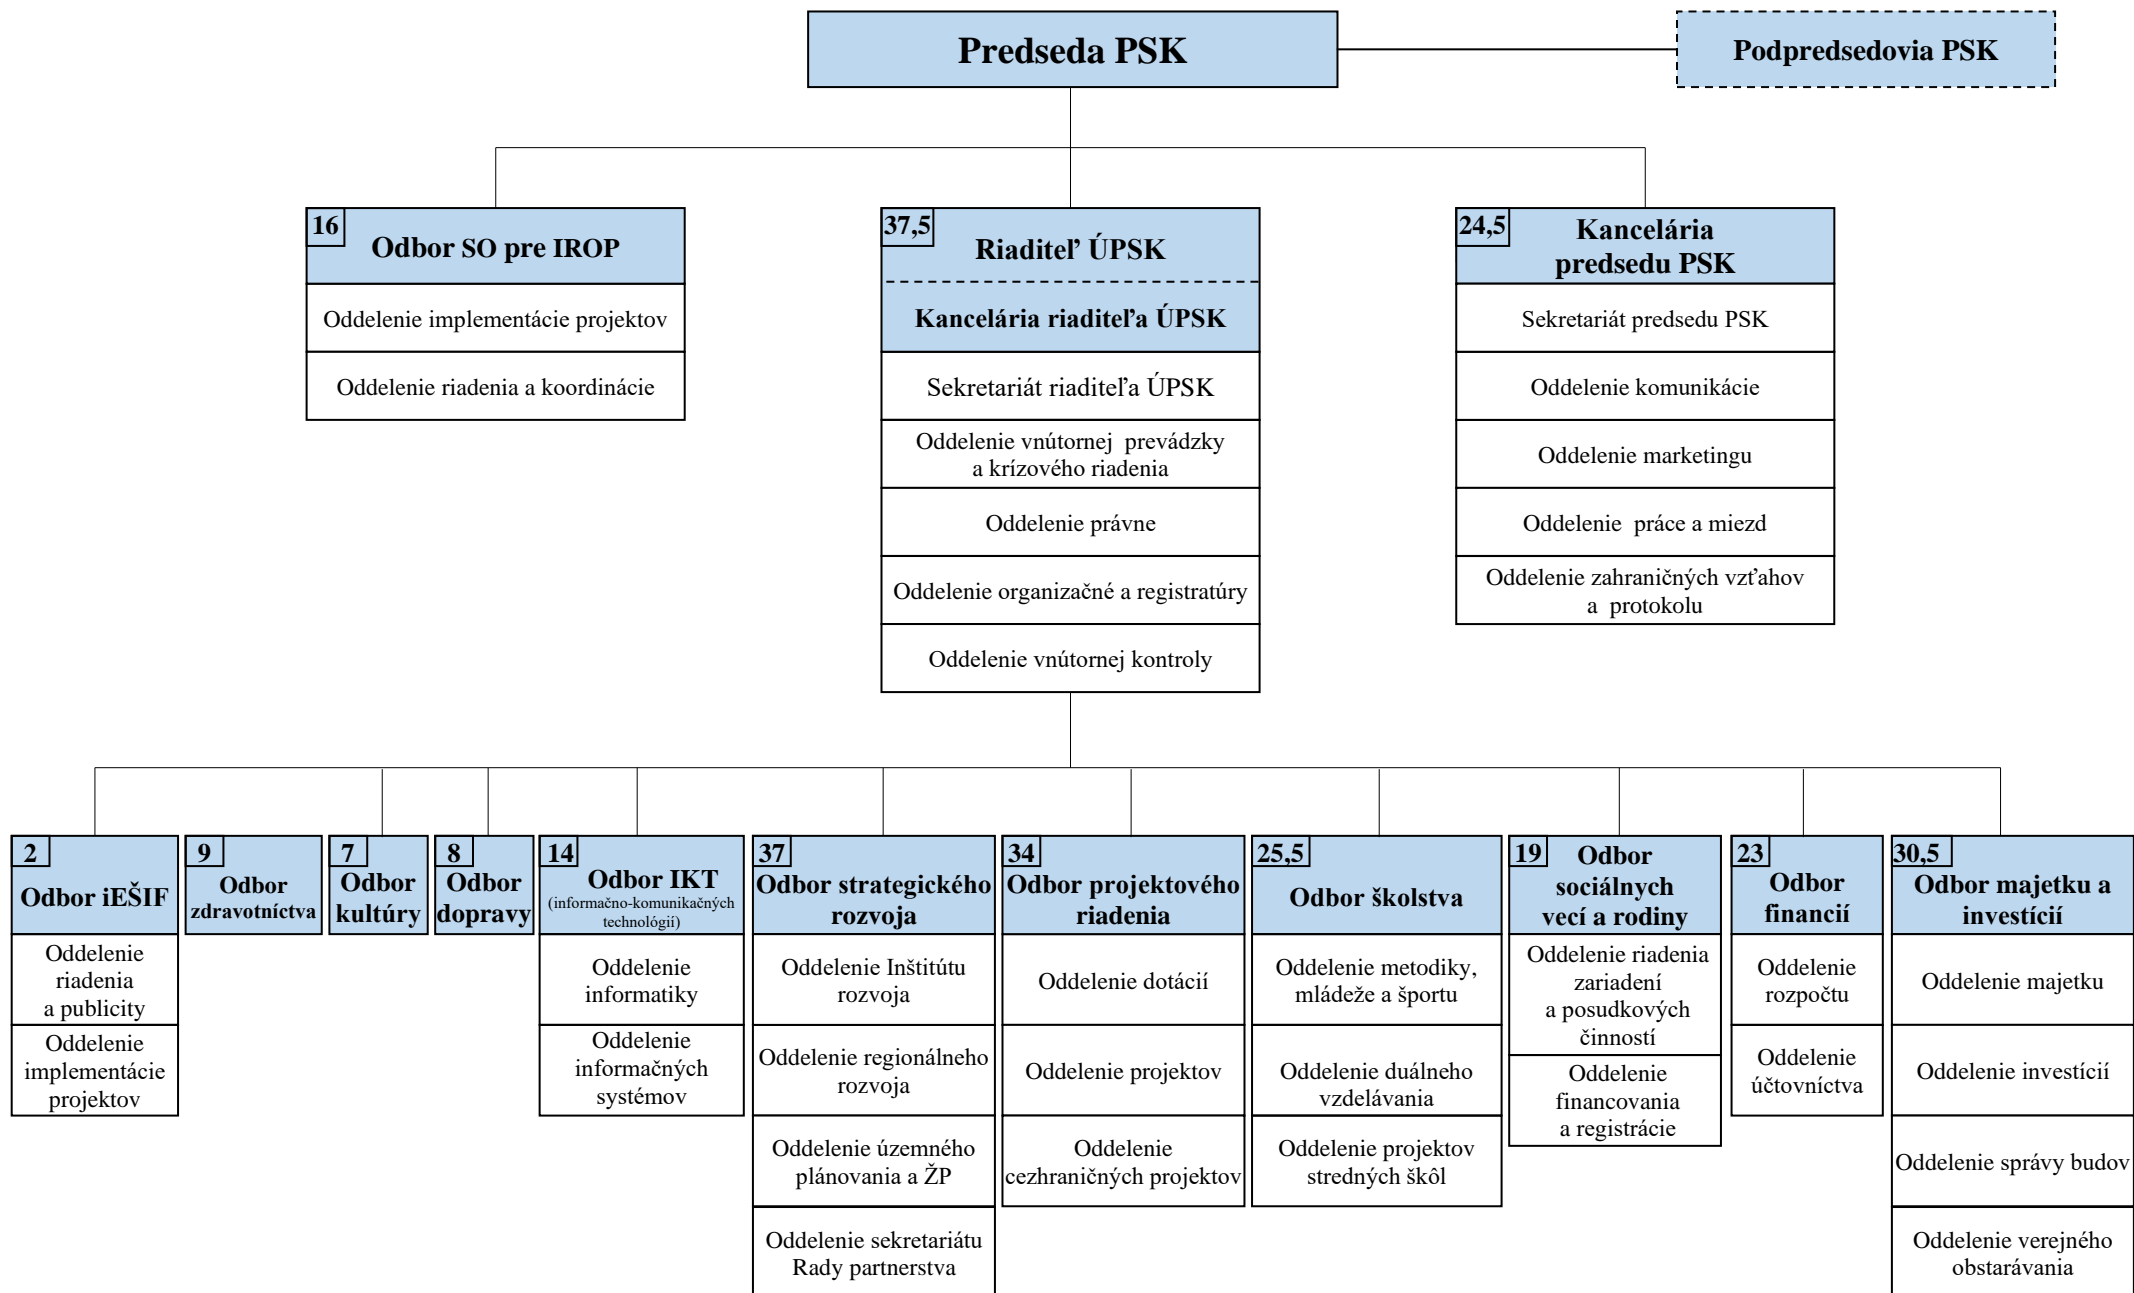 Predseda PSK
Podpredsedovia PSK
16
Odbor SO pre IROP
Oddelenie implementácie projektov
Oddelenie riadenia a koordinácie
37,5
Riaditeľ ÚPSK
Kancelária riaditeľa ÚPSK
Sekretariát riaditeľa ÚPSK
Oddelenie vnútornej prevádzky
a krízového riadenia
Oddelenie právne
Oddelenie organizačné a registratúry
Oddelenie vnútornej kontroly
24,5
Kancelária
predsedu PSK
Sekretariát predsedu PSK
Oddelenie komunikácie
Oddelenie marketingu
Oddelenie práce a miezd
Oddelenie zahraničných vzťahov
a protokolu
2
Odbor iEŠIF
Oddelenie
riadenia
a publicity
Oddelenie
implementácie
projektov
9
Odbor
zdravotníctva
7
Odbor
kultúry
8
Odbor
dopravy
14
Odbor IKT
(informačno-komunikačných
technológií)
Oddelenie
informatiky
Oddelenie
informačných
systémov
37
Odbor strategického
rozvoja
Oddelenie Inštitútu
rozvoja
Oddelenie regionálneho
rozvoja
Oddelenie územného
plánovania a ŽP
Oddelenie sekretariátu
Rady partnerstva
34
Odbor projektového
riadenia
Oddelenie dotácií
Oddelenie projektov
Oddelenie
cezhraničných projektov
25,5
Odbor školstva
Oddelenie metodiky,
mládeže a športu
Oddelenie duálneho
vzdelávania
Oddelenie projektov
stredných škôl
19
Odbor
sociálnych
vecí a rodiny
Oddelenie riadenia
zariadení
a posudkových
činností
Oddelenie
financovania
a registrácie
23
Odbor
financií
Oddelenie
rozpočtu
Oddelenie
účtovníctva
30,5
Odbor majetku a
investícií
Oddelenie majetku
Oddelenie investícií
Oddelenie správy budov
Oddelenie verejného
obstarávania